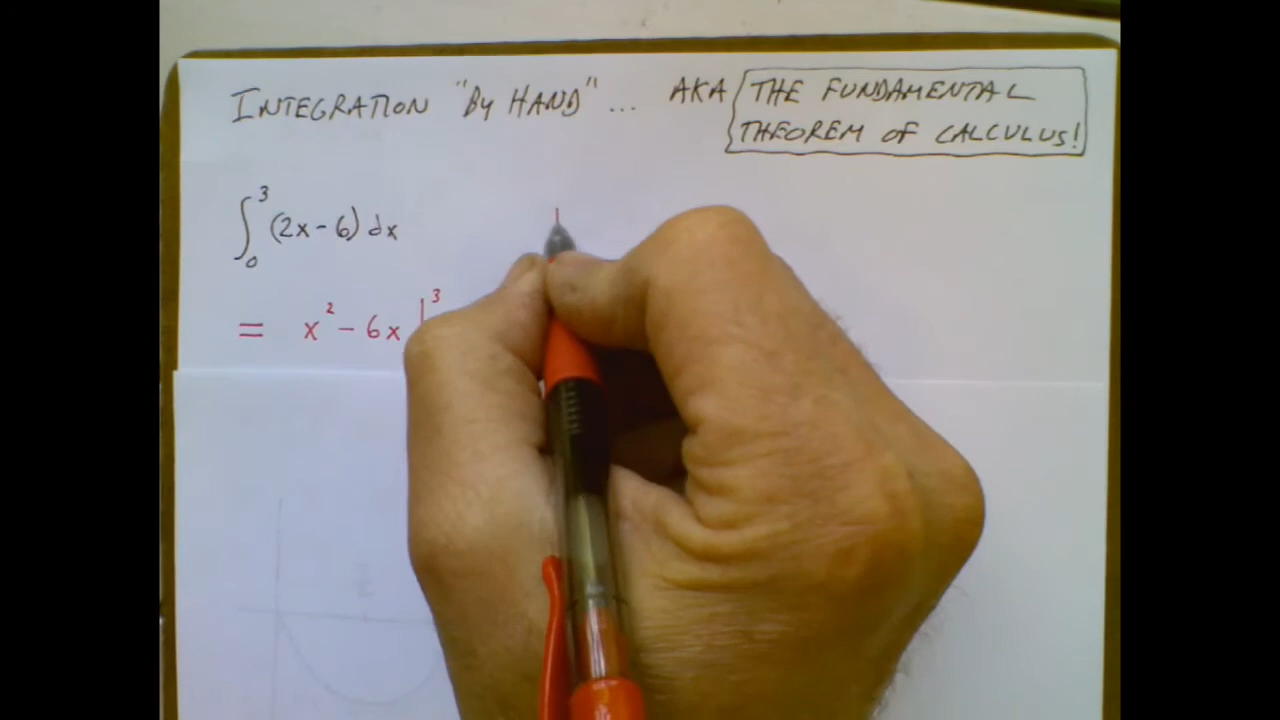 INTEGRATION "BY HAND"... AKA THE FUNDAMENTAL
THEOREM OF CALCULUS!
∫₀³ (2x - 6) dx
= x² - 6x |³